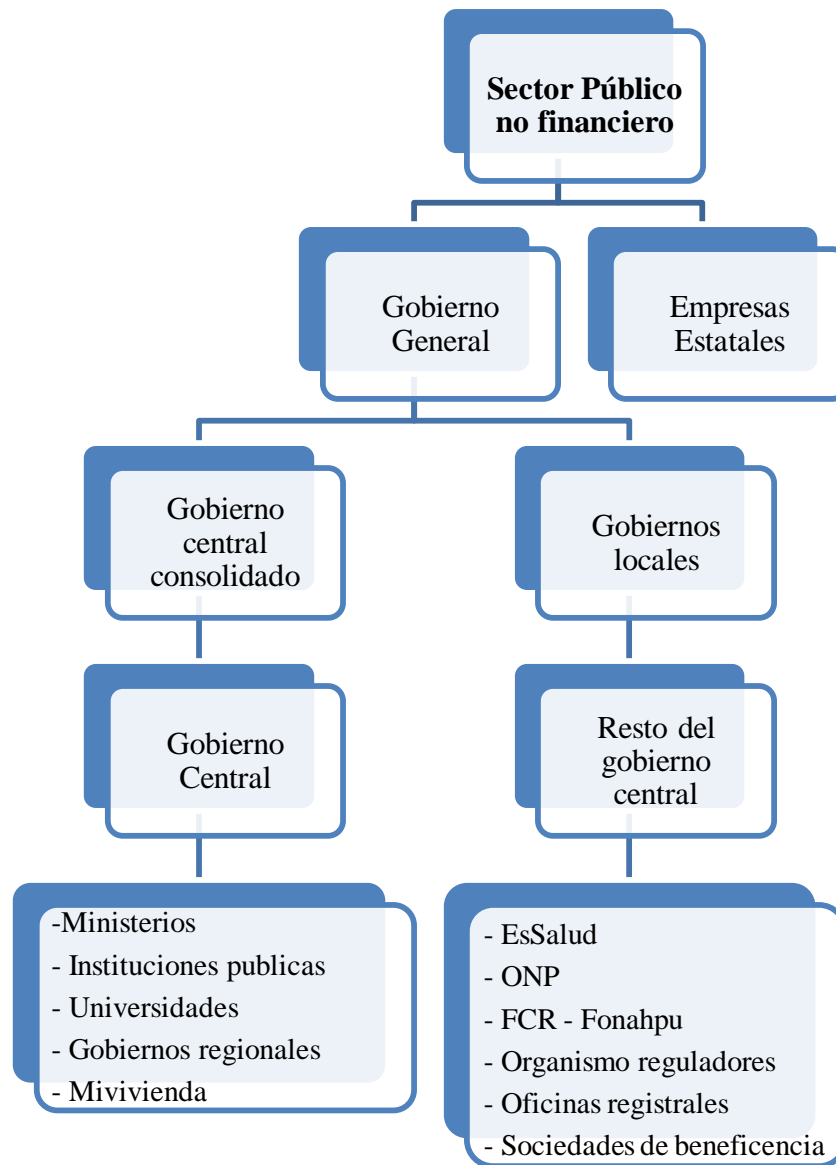 Sector Público
no financiero
Gobierno
General
Empresas
Estatales
Gobierno
central
consolidado
Gobiernos
locales
Gobierno
Central
Resto del
gobierno
central
-Ministerios
- Instituciones publicas
- Universidades
- Gobiernos regionales
- Mivivienda
- EsSalud
- ONP
- FCR - Fonahpu
- Organismo reguladores
- Oficinas registrales
- Sociedades de beneficencia